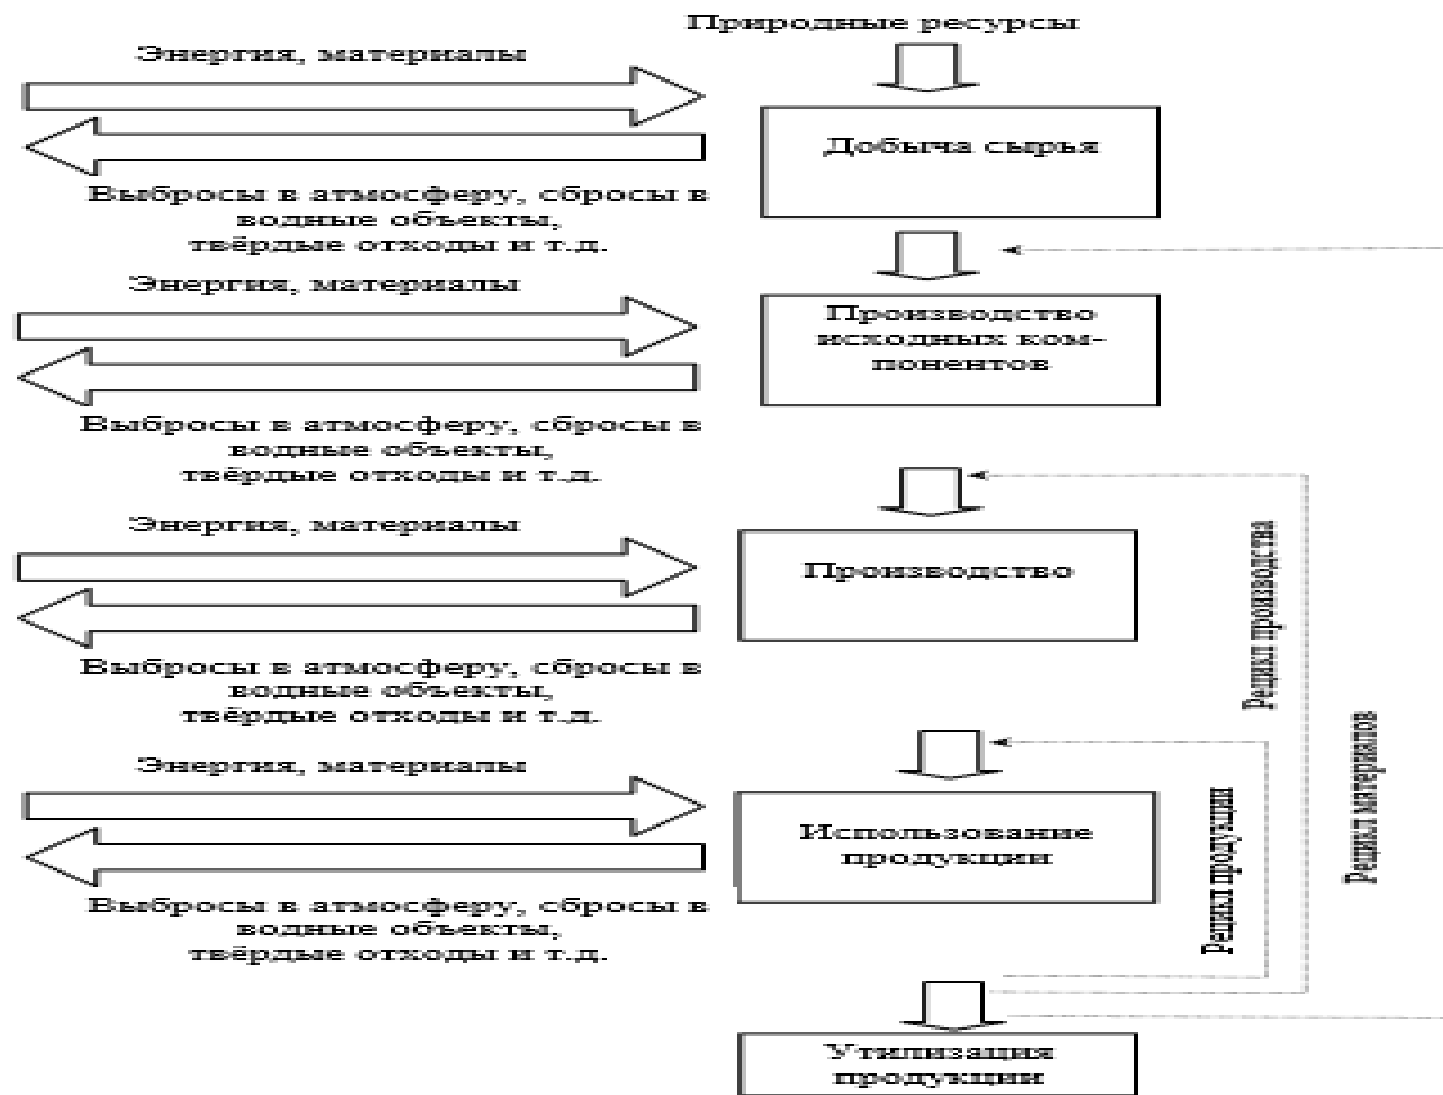 Природные ресурсы
Энергия, материалы
Добыча сырья
Выбросы в атмосферу, сбросы в
водные объекты,
твёрдые отходы и т.д.
Энергия, материалы
Производство
исходных ком-
понентов
Выбросы в атмосферу, сбросы в
водные объекты,
твёрдые отходы и т.д.
Энергия, материалы
Производство
Выбросы в атмосферу, сбросы в
водные объекты,
твёрдые отходы и т.д.
Рецикл производства
Рецикл материалов
Энергия, материалы
Использование
продукции
Рецикл продукции
Выбросы в атмосферу, сбросы в
водные объекты,
твёрдые отходы и т.д.
Утилизация
продукции